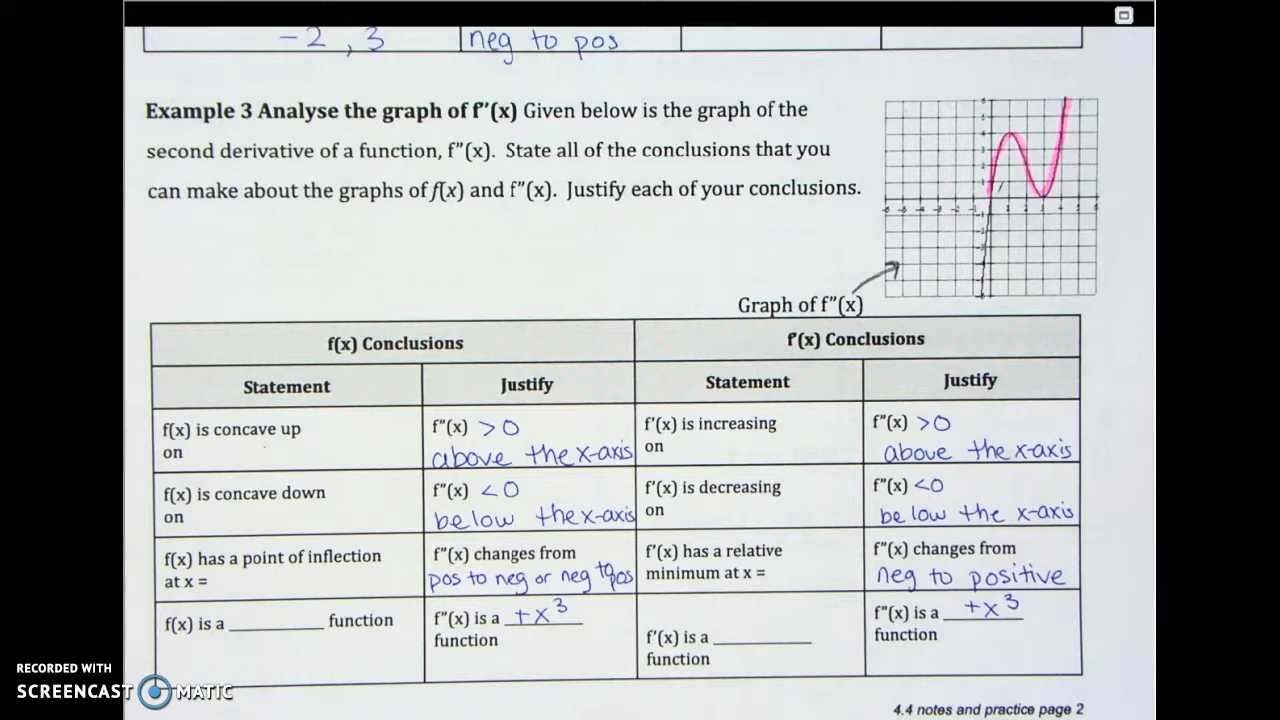 -2, 3 neg to pos
Example 3 Analyse the graph of f"(x) Given below is the graph of the
second derivative of a function, f"(x). State all of the conclusions that you
can make about the graphs of f(x) and f"(x). Justify each of your conclusions.
Graph of f"(x)
f(x) Conclusions f'(x) Conclusions
Statement Justify Statement Justify
f(x) is concave up
on
f"(x) >0
above the x-axis
f'(x) is increasing
on
f"(x) >0
above the x-axis
f(x) is concave down
on
f"(x) <0
below the x-axis
f'(x) is decreasing
on
f"(x) <0
below the x-axis
f(x) has a point of inflection
at x =
f"(x) changes from
pos to neg or neg to pos
f'(x) has a relative
minimum at x =
f"(x) changes from
neg to positive
f(x) is a __________ function
f"(x) is a +x³
function
f'(x) is a __________
function
f"(x) is a +x³
function
4.4 notes and practice page 2
RECORDED WITH
SCREENCAST MATIC